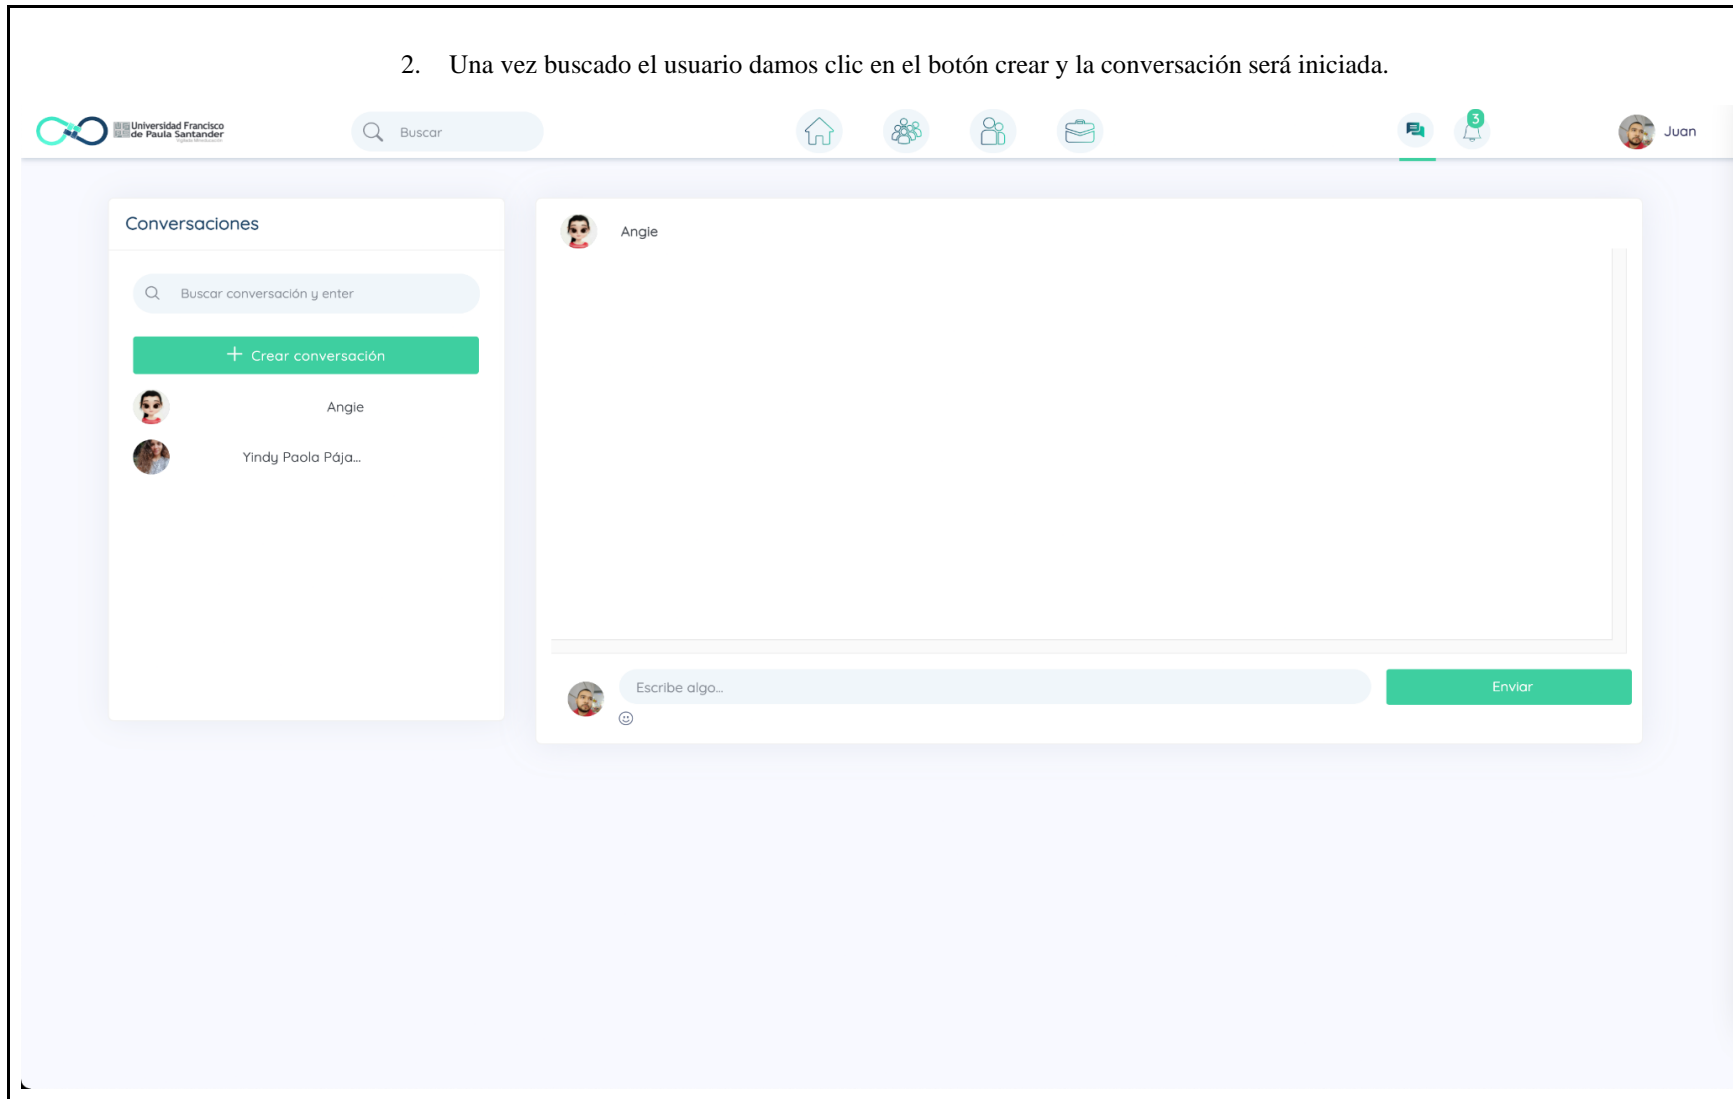 2. Una vez buscado el usuario damos clic en el botón crear y la conversación será iniciada.
Universidad Francisco
de Paula Santander
Buscar
3
Juan
Conversaciones
Angie
Buscar conversación y enter
+ Crear conversación
Angie
Yindy Paola Pája...
Escribe algo...
Enviar